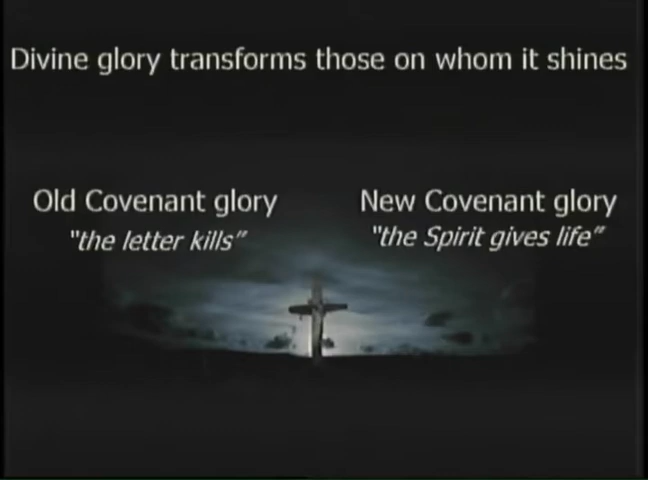 Divine glory transforms those on whom it shines
Old Covenant glory
"the letter kills"
New Covenant glory
"the Spirit gives life"